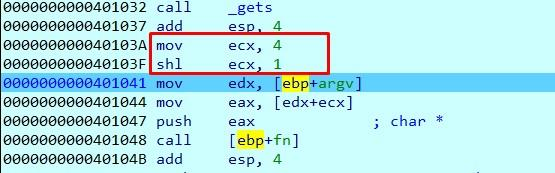 0000000000401032 call _gets
0000000000401037 add esp, 4
000000000040103A mov ecx, 4
000000000040103F shl ecx, 1
0000000000401041 mov edx, [ebp+argv]
0000000000401044 mov eax, [edx+ecx]
0000000000401047 push eax ; char *
0000000000401048 call [ebp+fn]
000000000040104B add esp, 4